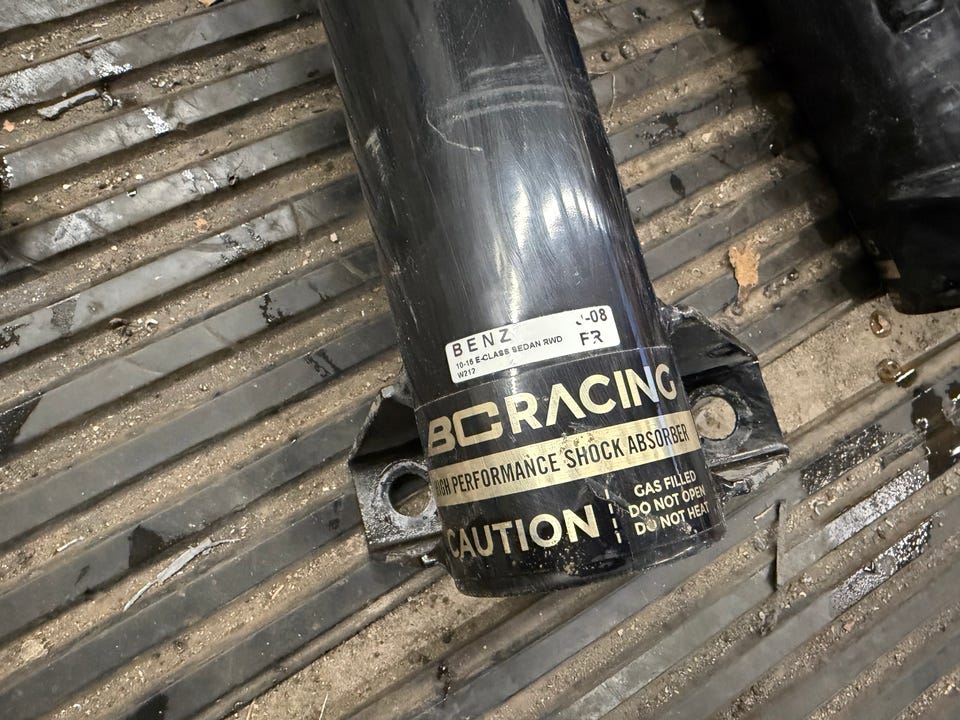 BENZ
J-08
10-16 E-CLASS SEDAN RWD
FR
W212
BC RACING
HIGH PERFORMANCE SHOCK ABSORBER
CAUTION
GAS FILLED
DO NOT OPEN
DO NOT HEAT